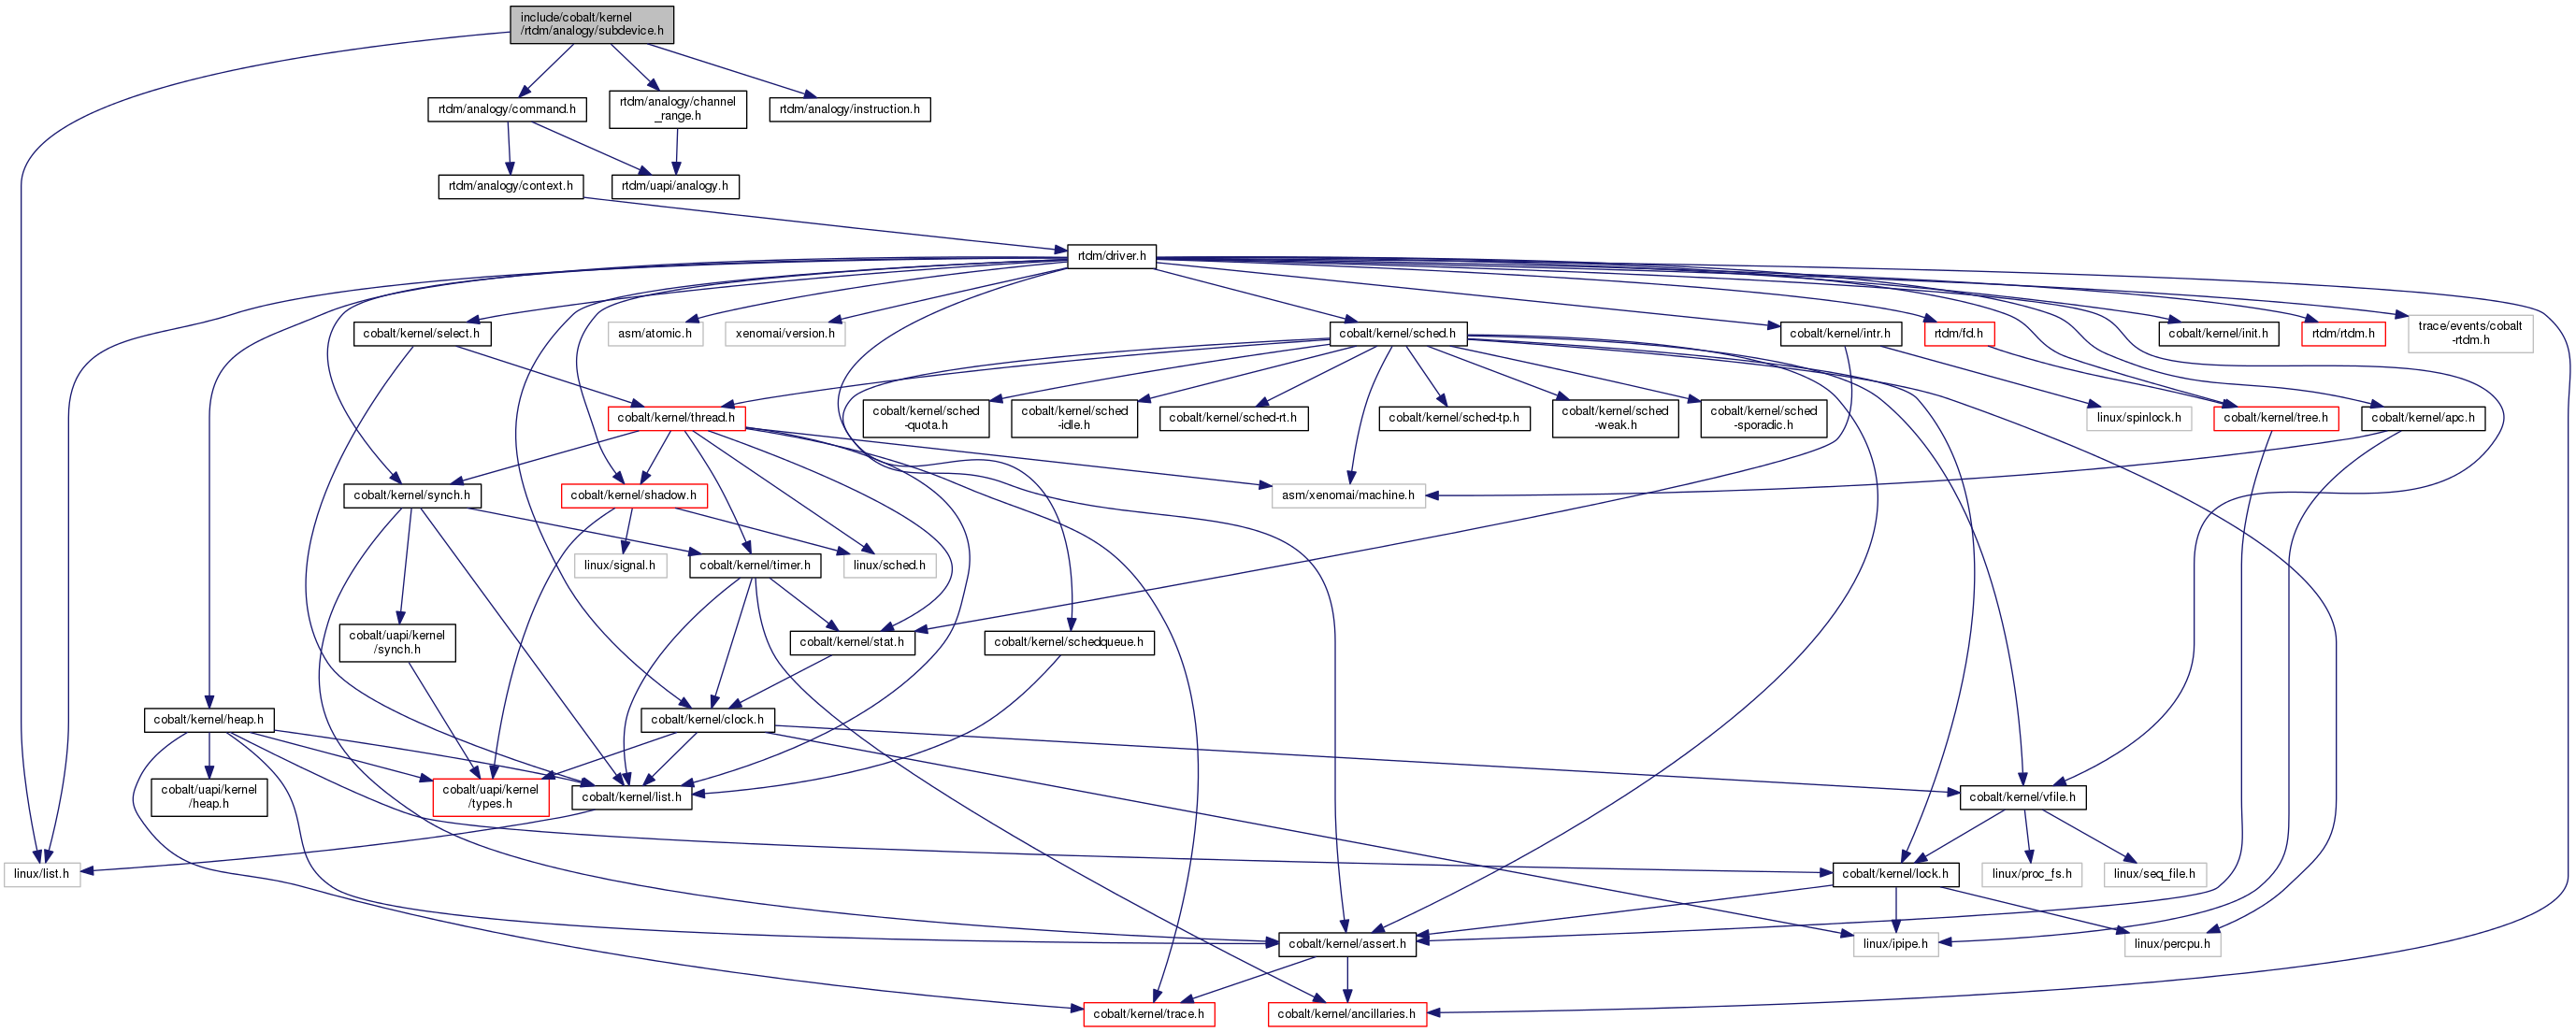 include/cobalt/kernel
/rtdm/analogy/subdevice.h
rtdm/analogy/command.h
rtdm/analogy/channel
_range.h
rtdm/analogy/instruction.h
rtdm/analogy/context.h
rtdm/uapi/analogy.h
rtdm/driver.h
cobalt/kernel/select.h
asm/atomic.h
xenomai/version.h
cobalt/kernel/sched.h
cobalt/kernel/intr.h
rtdm/fd.h
cobalt/kernel/init.h
rtdm/rtdm.h
trace/events/cobalt
-rtdm.h
cobalt/kernel/thread.h
cobalt/kernel/sched
-quota.h
cobalt/kernel/sched
-idle.h
cobalt/kernel/sched-rt.h
cobalt/kernel/sched-tp.h
cobalt/kernel/sched
-weak.h
cobalt/kernel/sched
-sporadic.h
linux/spinlock.h
cobalt/kernel/tree.h
cobalt/kernel/apc.h
cobalt/kernel/synch.h
cobalt/kernel/shadow.h
asm/xenomai/machine.h
linux/signal.h
cobalt/kernel/timer.h
linux/sched.h
cobalt/uapi/kernel
/synch.h
cobalt/kernel/stat.h
cobalt/kernel/schedqueue.h
cobalt/kernel/heap.h
cobalt/kernel/clock.h
cobalt/uapi/kernel
/heap.h
cobalt/uapi/kernel
/types.h
cobalt/kernel/list.h
cobalt/kernel/vfile.h
linux/list.h
cobalt/kernel/lock.h
linux/proc_fs.h
linux/seq_file.h
cobalt/kernel/assert.h
linux/ipipe.h
linux/percpu.h
cobalt/kernel/trace.h
cobalt/kernel/ancillaries.h